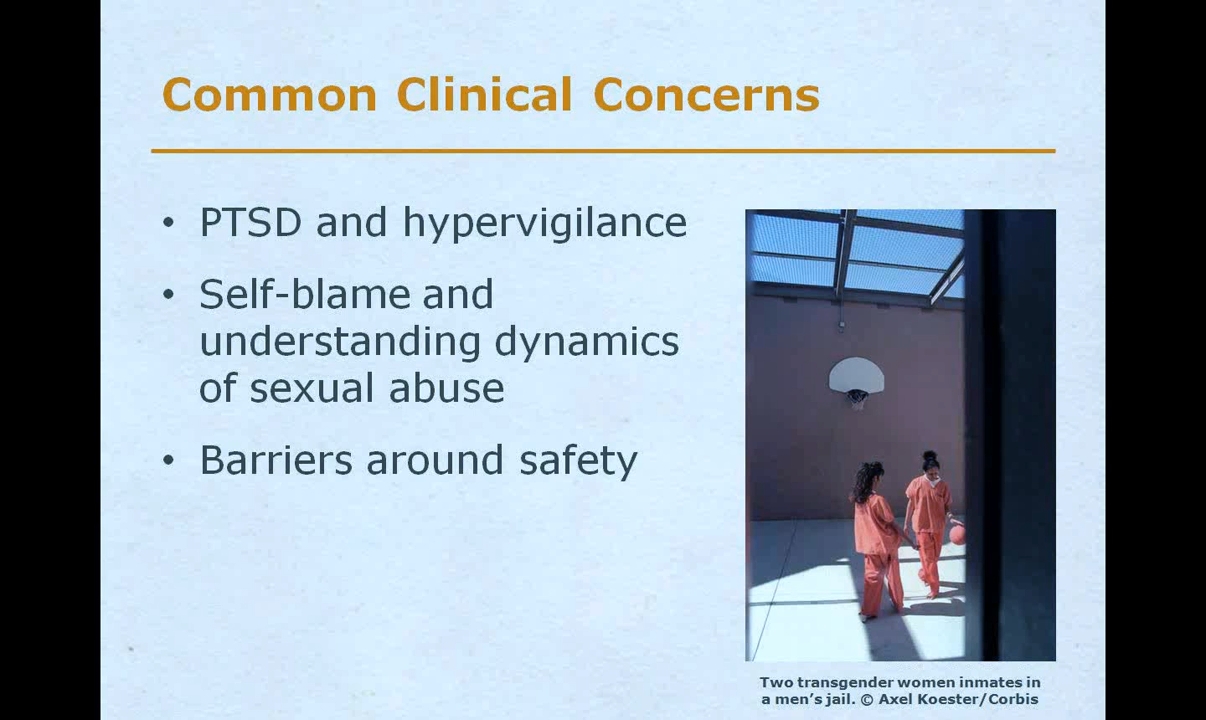 Common Clinical Concerns
• PTSD and hypervigilance
• Self-blame and
understanding dynamics
of sexual abuse
• Barriers around safety
Two transgender women inmates in
a men's jail. © Axel Koester/Corbis